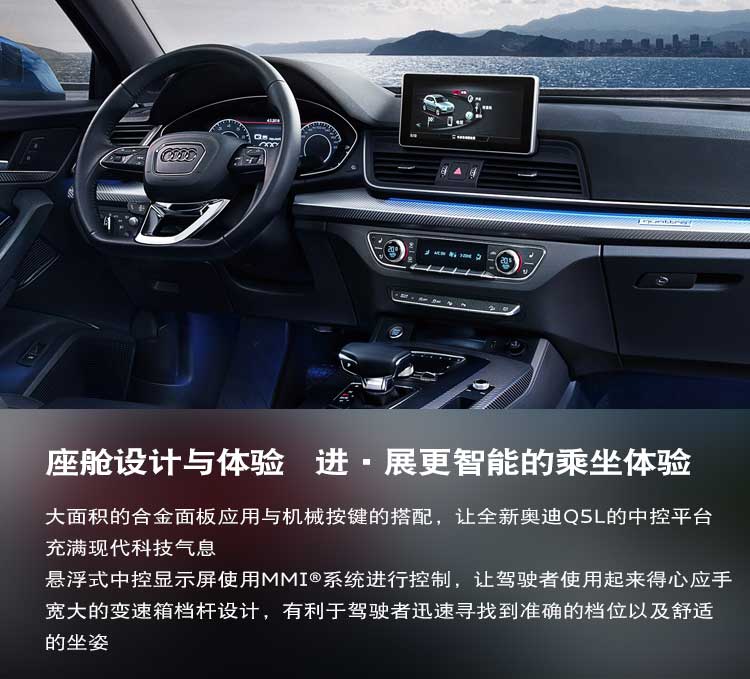 quattro
座舱设计与体验 进·展更智能的乘坐体验
大面积的合金面板应用与机械按键的搭配，让全新奥迪Q5L的中控平台
充满现代科技气息
悬浮式中控显示屏使用MMI®系统进行控制，让驾驶者使用起来得心应手
宽大的变速箱档杆设计，有利于驾驶者迅速寻找到准确的档位以及舒适
的坐姿